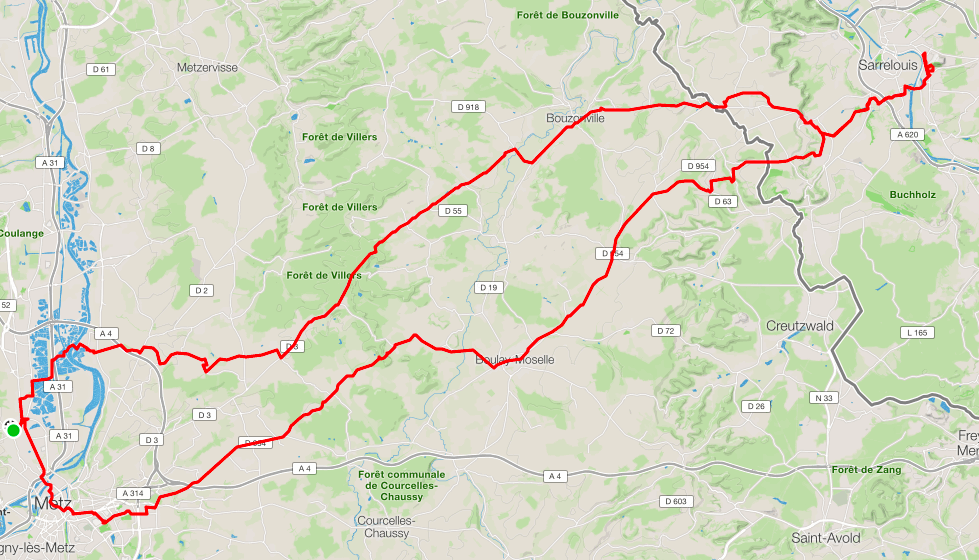 Forêt de Bouzonville
D 61
Metzervisse
Sarrelouis
D 918
Bouzonville
Forêt de Villers
A 620
D 8
A 31
D 954
Buchholz
D 63
Forêt de Villers
D 55
Coulange
D 954
Forêt de Villers
D 19
D 2
52
Creutzwald
A 4
D 72
L 165
D 3
Boulay-Moselle
A 31
N 33
D 26
D 3
A 31
D 3
D 954
Forêt de Zang
A 4
A 4
Forêt communale
de Courcelles-
Chaussy
A 314
Metz
D 603
Courcelles-
Chaussy
Saint-Avold
gny-lès-Metz